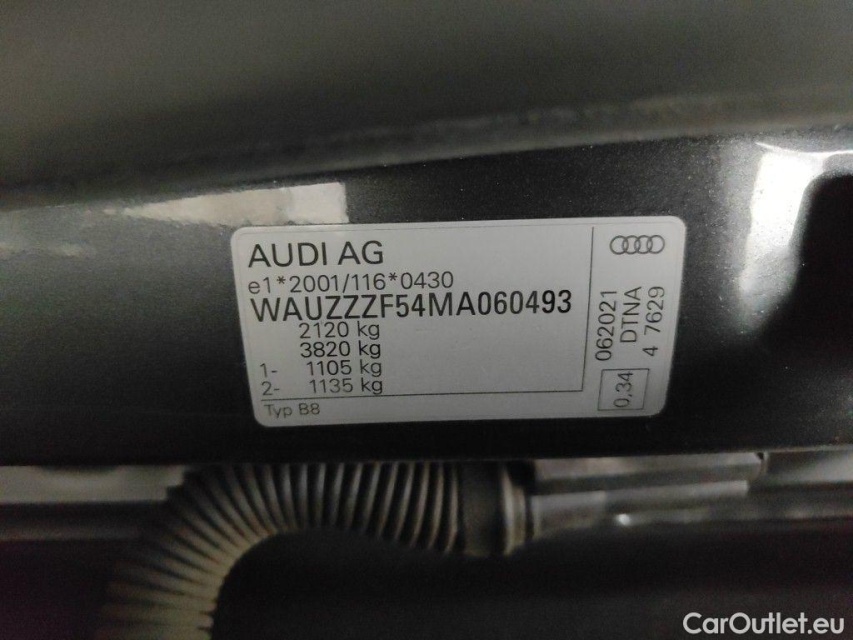 AUDI AG
e1*2001/116*0430
WAUZZZF54MA060493
2120 kg
3820 kg
1- 1105 kg
2- 1135 kg
Typ B8
062021
DTNA
4 7629
0,34
CarOutlet.eu